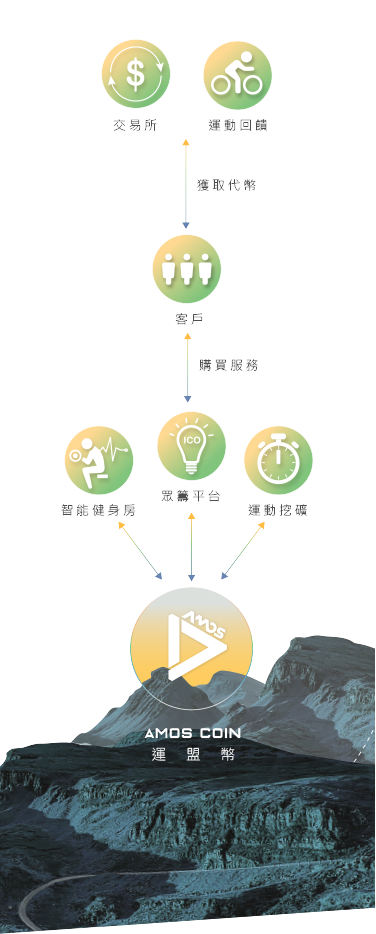 $
交易所
運動回饋
獲取代幣
客戶
購買服務
ICO
智能健身房
眾籌平台
運動挖礦
AMOS
AMOS COIN
運盟幣